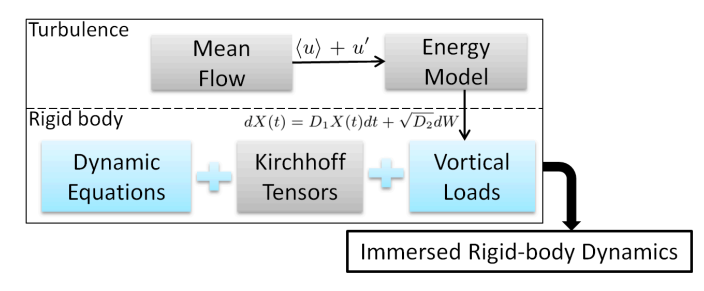 Turbulence
Mean
Flow
⟨u⟩ + u′
Energy
Model
Rigid body
dX(t) = D₁X(t)dt + √D₂dW
Dynamic
Equations
+
Kirchhoff
Tensors
+
Vortical
Loads
Immersed Rigid-body Dynamics